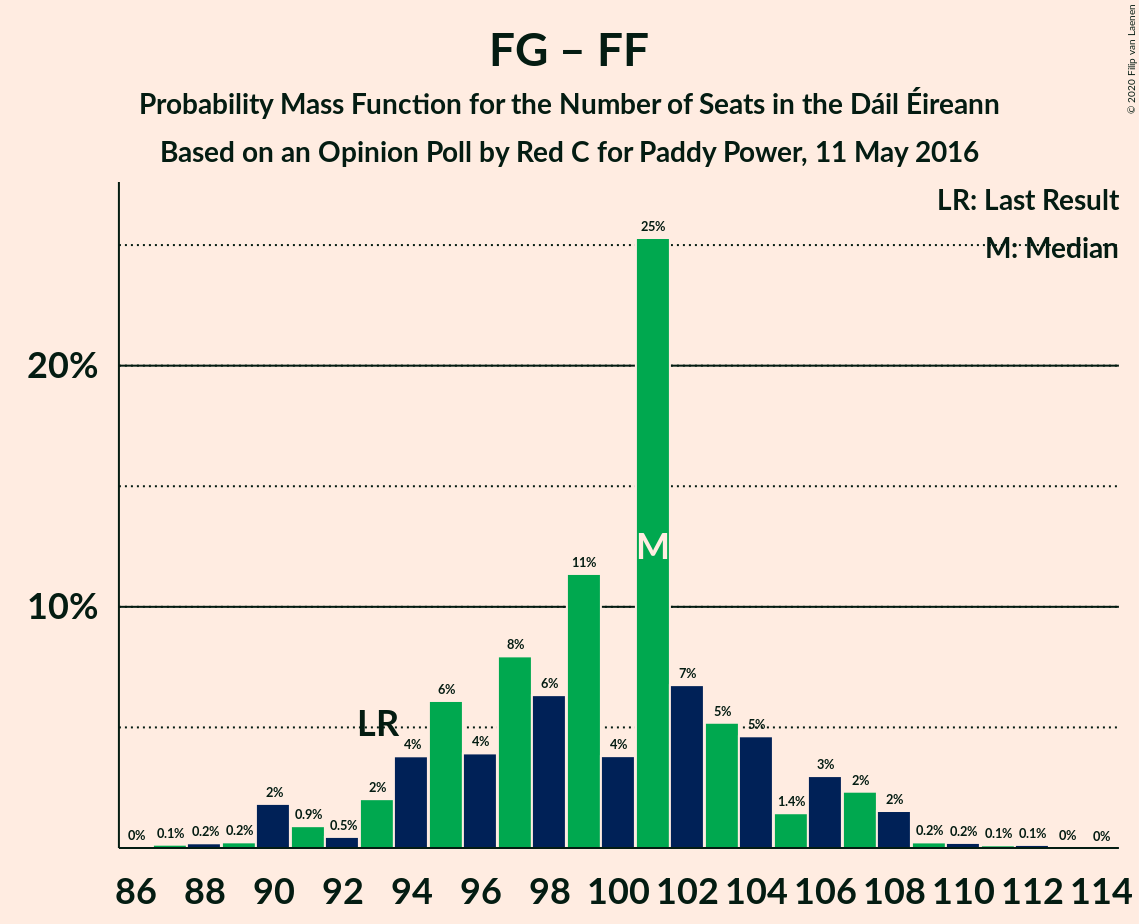 FG – FF
Probability Mass Function for the Number of Seats in the Dáil Éireann
Based on an Opinion Poll by Red C for Paddy Power, 11 May 2016
© 2020 Filip van Laenen
LR: Last Result
M: Median
20%
10%
0% 0.1% 0.2% 0.2% 2% 0.9% 0.5% 2% 4% 6% 4% 8% 6% 11% 4% 25% 7% 5% 5% 1.4% 3% 2% 2% 0.2% 0.2% 0.1% 0.1% 0% 0%
LR
M
86 88 90 92 94 96 98 100 102 104 106 108 110 112 114